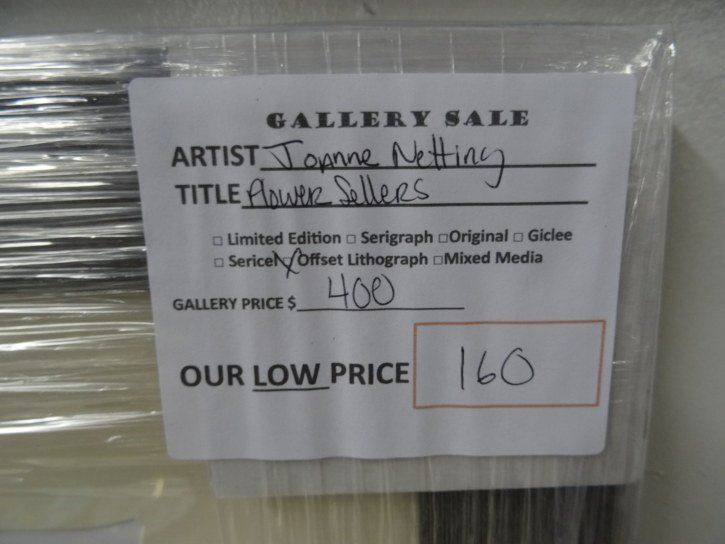 GALLERY SALE
ARTIST Joanne Netting
TITLE Flower Sellers
□ Limited Edition □ Serigraph □Original □ Giclee
□ Sericel □Offset Lithograph □Mixed Media
GALLERY PRICE $ 400
OUR LOW PRICE 160